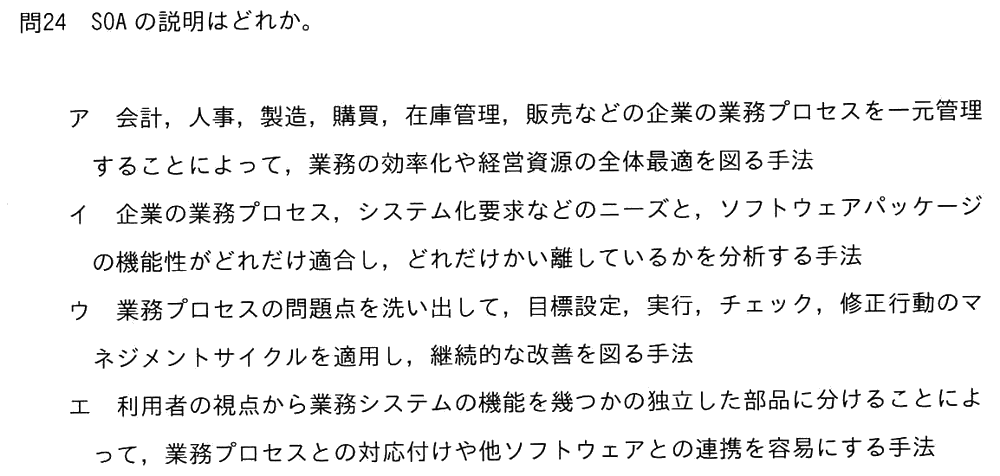 問24 SOA の説明はどれか。
ア 会計，人事，製造，購買，在庫管理，販売などの企業の業務プロセスを一元管理
することによって，業務の効率化や経営資源の全体最適を図る手法
イ 企業の業務プロセス，システム化要求などのニーズと，ソフトウェアパッケージ
の機能性がどれだけ適合し，どれだけかい離しているかを分析する手法
ウ 業務プロセスの問題点を洗い出して，目標設定，実行，チェック，修正行動のマ
ネジメントサイクルを適用し，継続的な改善を図る手法
エ 利用者の視点から業務システムの機能を幾つかの独立した部品に分けることによ
って，業務プロセスとの対応付けや他ソフトウェアとの連携を容易にする手法